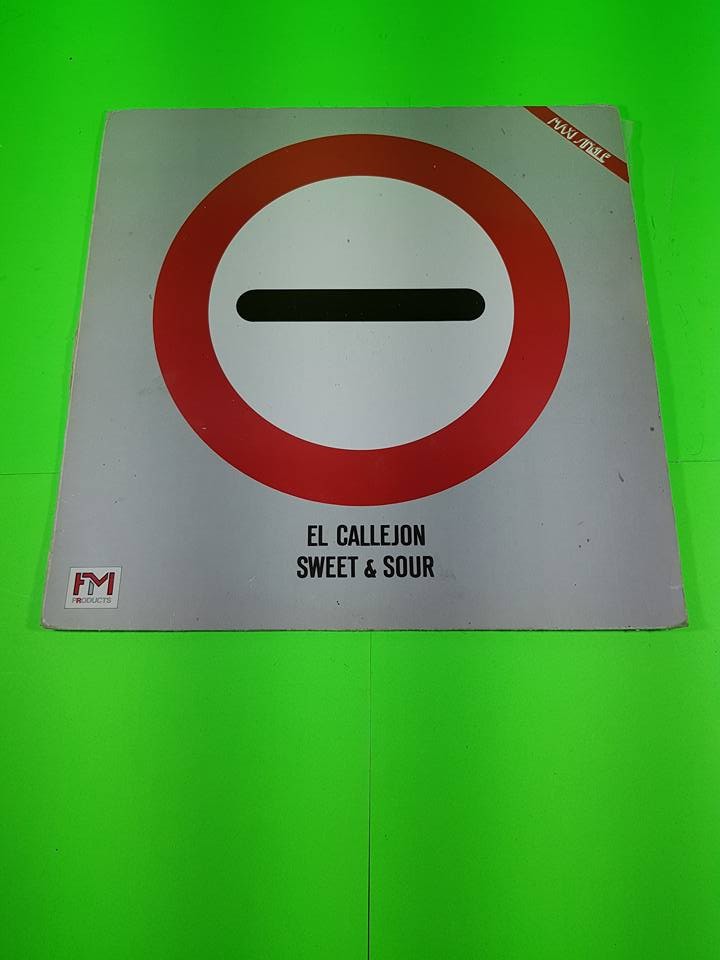 MAXI SINGLE
EL CALLEJON
SWEET & SOUR
FM
PRODUCTS